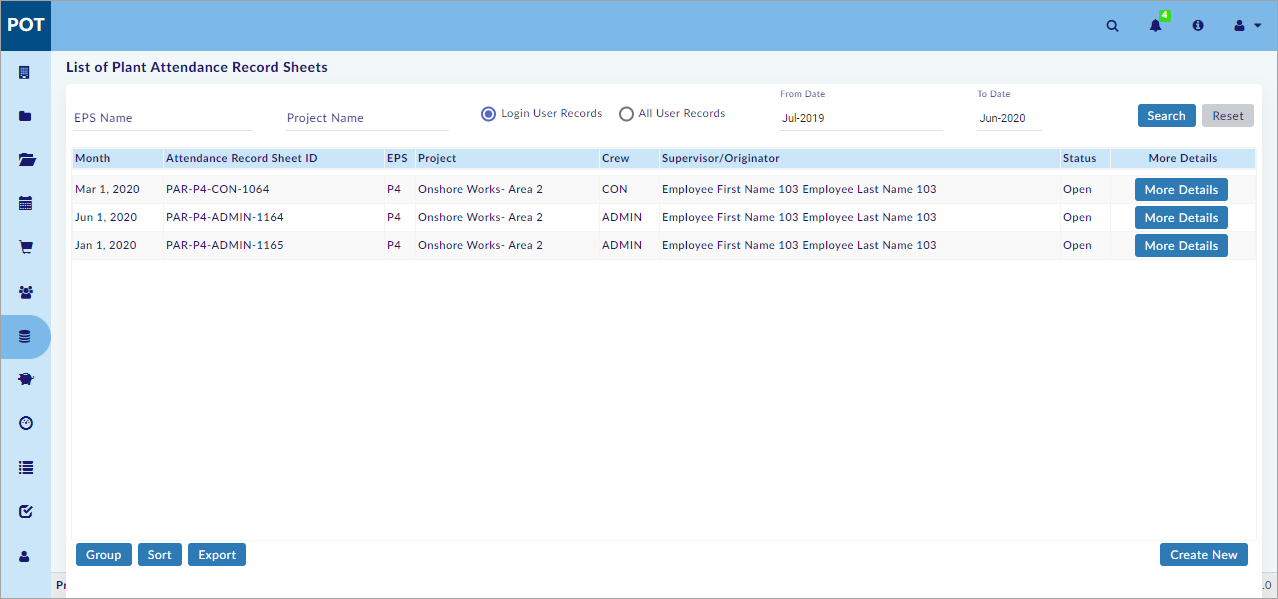 POT
4
List of Plant Attendance Record Sheets
EPS Name Project Name Login User Records All User Records From Date Jul-2019 To Date Jun-2020 Search Reset
Month Attendance Record Sheet ID EPS Project Crew Supervisor/Originator Status More Details
Mar 1, 2020 PAR-P4-CON-1064 P4 Onshore Works- Area 2 CON Employee First Name 103 Employee Last Name 103 Open More Details
Jun 1, 2020 PAR-P4-ADMIN-1164 P4 Onshore Works- Area 2 ADMIN Employee First Name 103 Employee Last Name 103 Open More Details
Jan 1, 2020 PAR-P4-ADMIN-1165 P4 Onshore Works- Area 2 ADMIN Employee First Name 103 Employee Last Name 103 Open More Details
Group Sort Export Create New